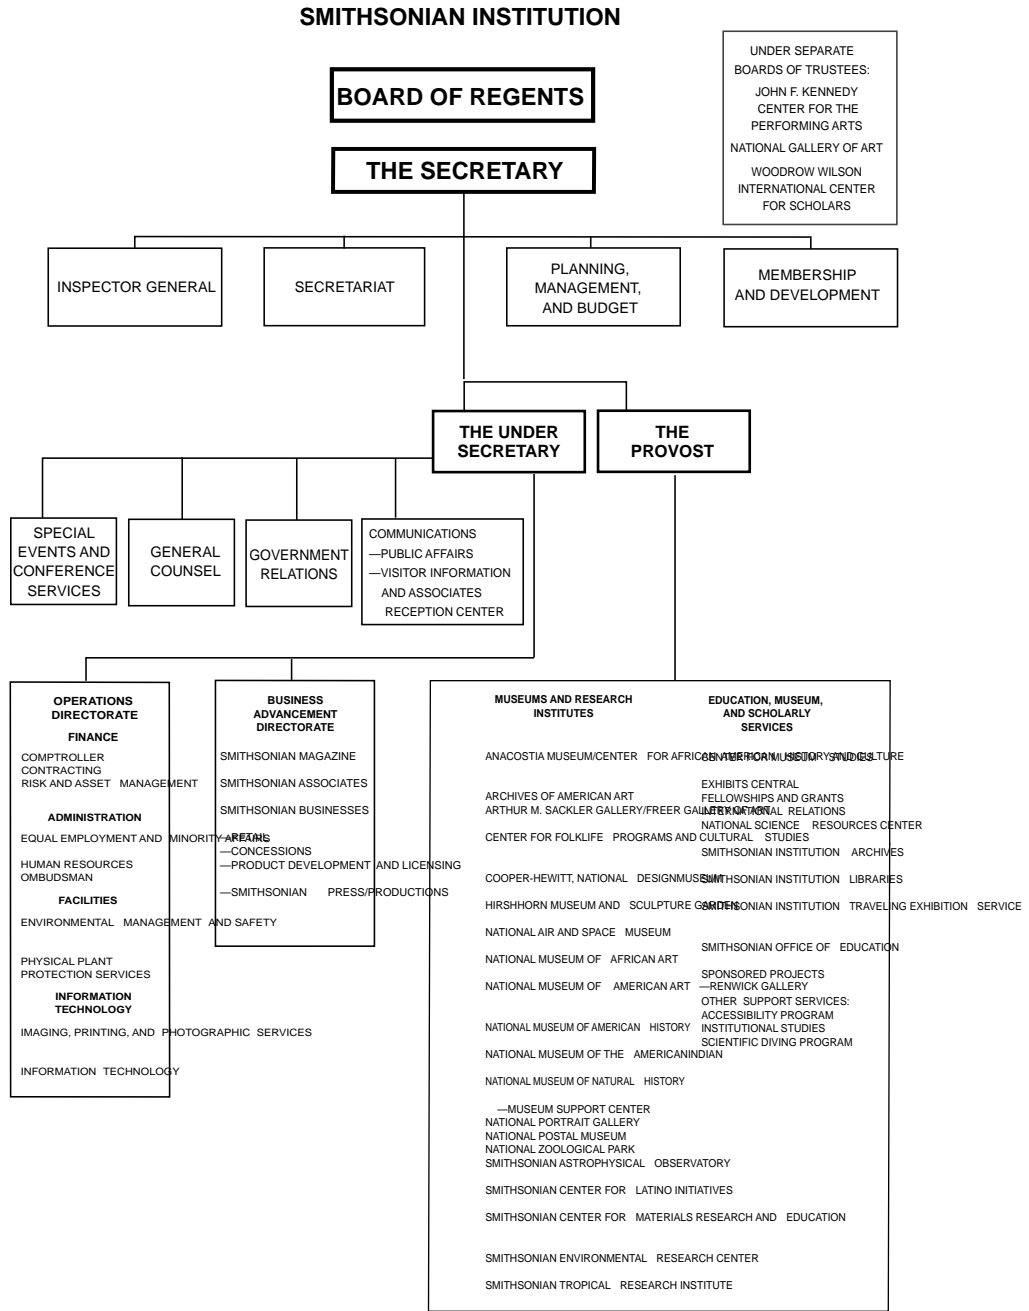 SMITHSONIAN INSTITUTION
UNDER SEPARATE
BOARDS OF TRUSTEES:
JOHN F. KENNEDY
CENTER FOR THE
PERFORMING ARTS
NATIONAL GALLERY OF ART
WOODROW WILSON
INTERNATIONAL CENTER
FOR SCHOLARS
BOARD OF REGENTS
THE SECRETARY
INSPECTOR GENERAL
SECRETARIAT
PLANNING,
MANAGEMENT,
AND BUDGET
MEMBERSHIP
AND DEVELOPMENT
THE UNDER
SECRETARY
THE
PROVOST
SPECIAL
EVENTS AND
CONFERENCE
SERVICES
GENERAL
COUNSEL
GOVERNMENT
RELATIONS
COMMUNICATIONS
—PUBLIC AFFAIRS
—VISITOR INFORMATION
AND ASSOCIATES
RECEPTION CENTER
OPERATIONS
DIRECTORATE
FINANCE
COMPTROLLER
CONTRACTING
RISK AND ASSET MANAGEMENT
ADMINISTRATION
EQUAL EMPLOYMENT AND MINORITY AFFAIRS
HUMAN RESOURCES
OMBUDSMAN
FACILITIES
ENVIRONMENTAL MANAGEMENT AND SAFETY
PHYSICAL PLANT
PROTECTION SERVICES
INFORMATION
TECHNOLOGY
IMAGING, PRINTING, AND PHOTOGRAPHIC SERVICES
INFORMATION TECHNOLOGY
BUSINESS
ADVANCEMENT
DIRECTORATE
SMITHSONIAN MAGAZINE
SMITHSONIAN ASSOCIATES
SMITHSONIAN BUSINESSES
—RETAIL
—CONCESSIONS
—PRODUCT DEVELOPMENT AND LICENSING
—SMITHSONIAN PRESS/PRODUCTIONS
MUSEUMS AND RESEARCH
INSTITUTES
ANACOSTIA MUSEUM/CENTER FOR AFRICAN AMERICAN HISTORY AND CULTURE
ARCHIVES OF AMERICAN ART
ARTHUR M. SACKLER GALLERY/FREER GALLERY OF ART
CENTER FOR FOLKLIFE PROGRAMS AND CULTURAL STUDIES
COOPER-HEWITT, NATIONAL DESIGNMUSEUM
HIRSHHORN MUSEUM AND SCULPTURE GARDEN
NATIONAL AIR AND SPACE MUSEUM
NATIONAL MUSEUM OF AFRICAN ART
NATIONAL MUSEUM OF AMERICAN ART
—RENWICK GALLERY
NATIONAL MUSEUM OF AMERICAN HISTORY
NATIONAL MUSEUM OF THE AMERICANINDIAN
NATIONAL MUSEUM OF NATURAL HISTORY
—MUSEUM SUPPORT CENTER
NATIONAL PORTRAIT GALLERY
NATIONAL POSTAL MUSEUM
NATIONAL ZOOLOGICAL PARK
SMITHSONIAN ASTROPHYSICAL OBSERVATORY
SMITHSONIAN CENTER FOR LATINO INITIATIVES
SMITHSONIAN CENTER FOR MATERIALS RESEARCH AND EDUCATION
SMITHSONIAN ENVIRONMENTAL RESEARCH CENTER
SMITHSONIAN TROPICAL RESEARCH INSTITUTE
EDUCATION, MUSEUM,
AND SCHOLARLY
SERVICES
CENTER FOR MUSEUM STUDIES
EXHIBITS CENTRAL
FELLOWSHIPS AND GRANTS
INTERNATIONAL RELATIONS
NATIONAL SCIENCE RESOURCES CENTER
SMITHSONIAN INSTITUTION ARCHIVES
SMITHSONIAN INSTITUTION LIBRARIES
SMITHSONIAN INSTITUTION TRAVELING EXHIBITION SERVICE
SMITHSONIAN OFFICE OF EDUCATION
SPONSORED PROJECTS
OTHER SUPPORT SERVICES:
ACCESSIBILITY PROGRAM
INSTITUTIONAL STUDIES
SCIENTIFIC DIVING PROGRAM